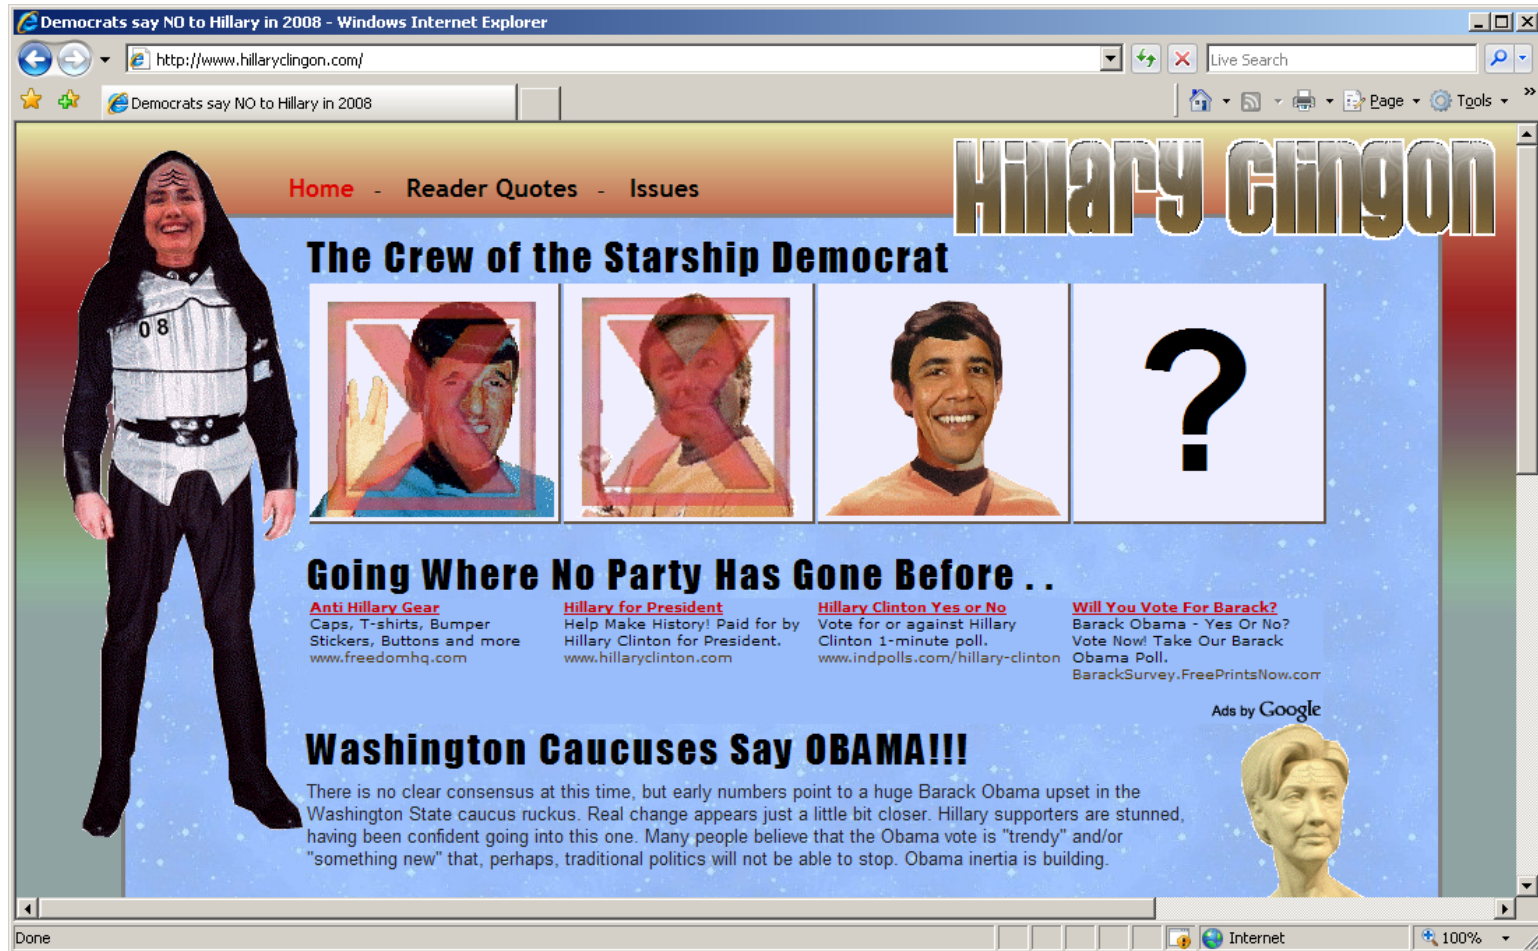 Democrats say NO to Hillary in 2008 - Windows Internet Explorer
http://www.hillaryclingon.com/
Live Search
Democrats say NO to Hillary in 2008
Page
Tools
»
Hillary Clingon
Home - Reader Quotes - Issues
08
The Crew of the Starship Democrat
X
X
?
Going Where No Party Has Gone Before . .
Anti Hillary Gear
Caps, T-shirts, Bumper
Stickers, Buttons and more
www.freedomhq.com
Hillary for President
Help Make History! Paid for by
Hillary Clinton for President.
www.hillaryclinton.com
Hillary Clinton Yes or No
Vote for or against Hillary
Clinton 1-minute poll.
www.indpolls.com/hillary-clinton
Will You Vote For Barack?
Barack Obama - Yes Or No?
Vote Now! Take Our Barack
Obama Poll.
BarackSurvey.FreePrintsNow.com
Ads by Google
Washington Caucuses Say OBAMA!!!
There is no clear consensus at this time, but early numbers point to a huge Barack Obama upset in the
Washington State caucus ruckus. Real change appears just a little bit closer. Hillary supporters are stunned,
having been confident going into this one. Many people believe that the Obama vote is "trendy" and/or
"something new" that, perhaps, traditional politics will not be able to stop. Obama inertia is building.
Done
Internet
100%